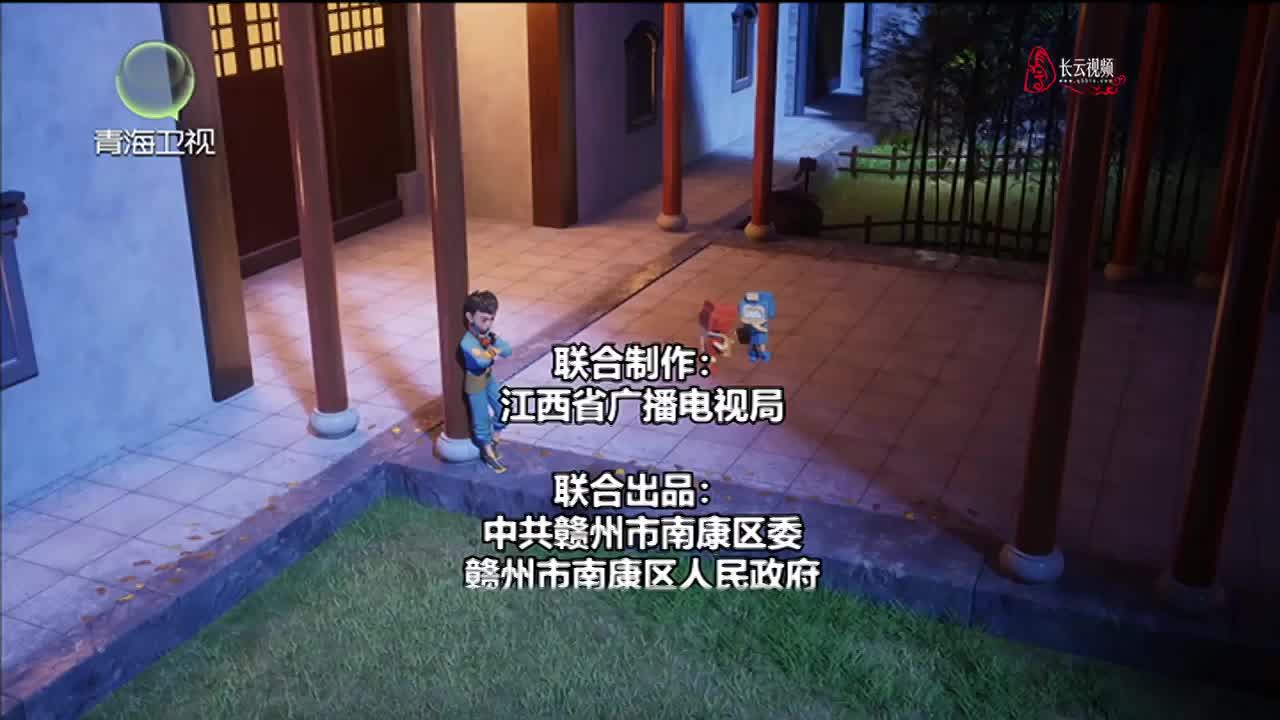 青海卫视
长云视频
联合制作：
江西省广播电视局
联合出品：
中共赣州市南康区委
赣州市南康区人民政府